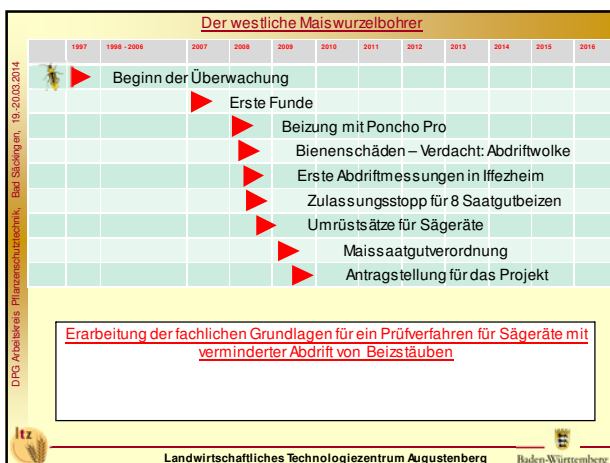 Der westliche Maiswurzelbohrer
1997 1998 - 2006 2007 2008 2009 2010 2011 2012 2013 2014 2015 2016
Beginn der Überwachung
Erste Funde
Beizung mit Poncho Pro
Bienenschäden – Verdacht: Abdriftwolke
Erste Abdriftmessungen in Iffezheim
Zulassungsstopp für 8 Saatgutbeizen
Umrüstsätze für Sägeräte
Maissaatgutverordnung
Antragstellung für das Projekt
Erarbeitung der fachlichen Grundlagen für ein Prüfverfahren für Sägeräte mit
verminderter Abdrift von Beizstäuben
DPG Arbeitskreis Pflanzenschutztechnik, Bad Säckingen, 19.-20.03.2014
ltz
Landwirtschaftliches Technologiezentrum Augustenberg
Baden-Württemberg